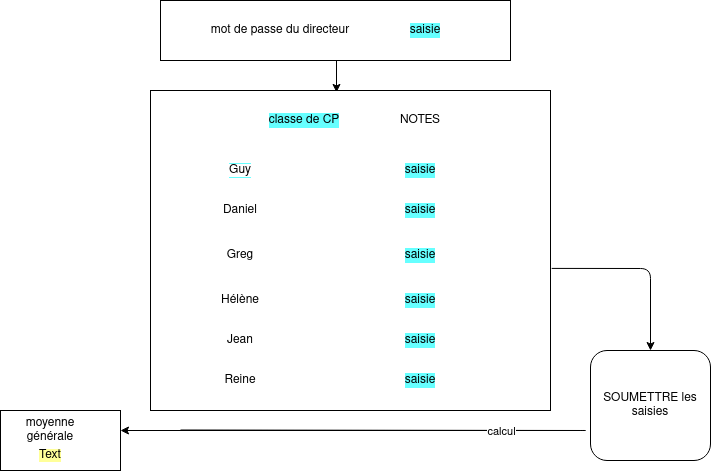 mot de passe du directeur saisie
classe de CP NOTES
Guy saisie
Daniel saisie
Greg saisie
Hélène saisie
Jean saisie
Reine saisie
SOUMETTRE les
saisies
calcul
moyenne
générale
Text